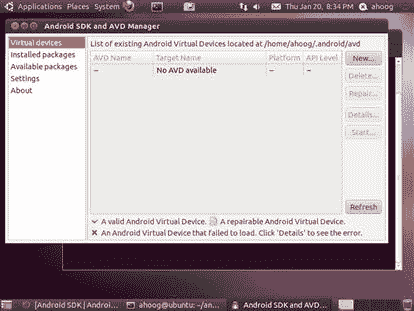 Applications Places System Thu Jan 20, 8:34 PM ahoog
Android SDK and AVD Manager
Virtual devices
Installed packages
Available packages
Settings
About
List of existing Android Virtual Devices located at /home/ahoog/.android/avd
AVD Name Target Name Platform API Level
-- No AVD available -- --
New...
Delete...
Repair...
Details...
Start...
Refresh
A valid Android Virtual Device. A repairable Android Virtual Device.
An Android Virtual Device that failed to load. Click 'Details' to see the error.
[Android SDK | Androi... ahoog@ubuntu: ~/an... Android SDK and AVD...